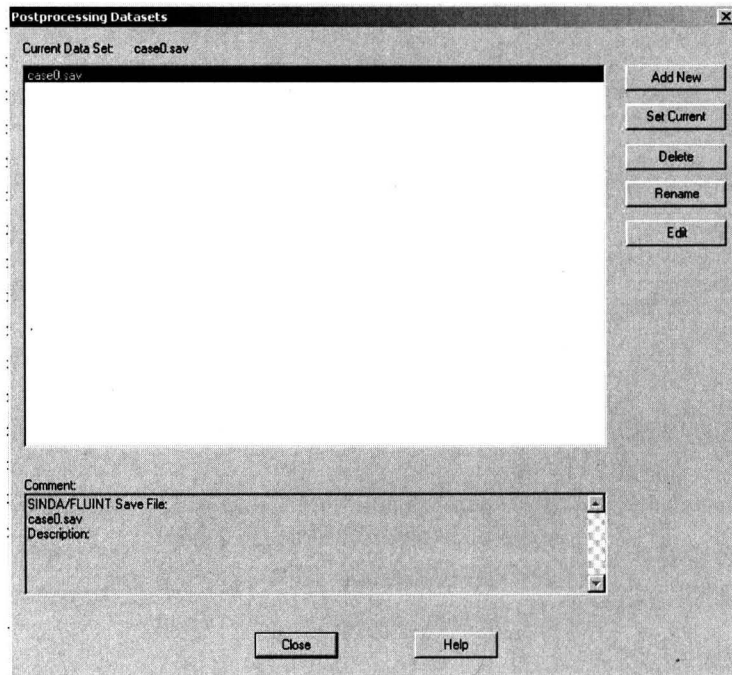 Postprocessing Datasets
Current Data Set: case0.sav
case0.sav
Add New
Set Current
Delete
Rename
Edit
Comment:
SINDA/FLUINT Save File:
case0.sav
Description:
Close
Help